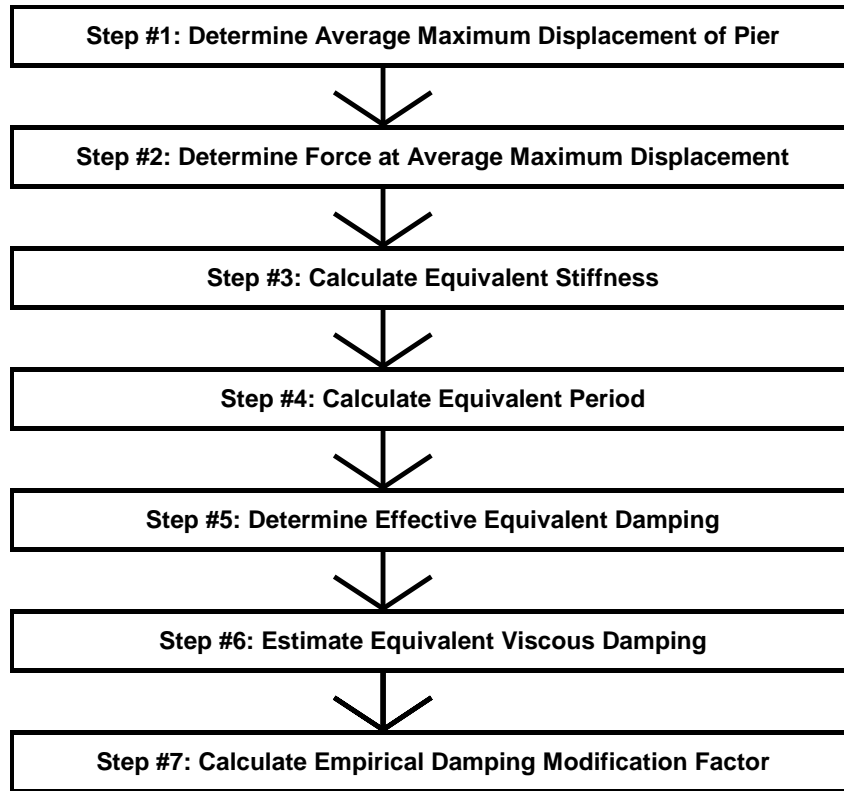 Step #1: Determine Average Maximum Displacement of Pier
Step #2: Determine Force at Average Maximum Displacement
Step #3: Calculate Equivalent Stiffness
Step #4: Calculate Equivalent Period
Step #5: Determine Effective Equivalent Damping
Step #6: Estimate Equivalent Viscous Damping
Step #7: Calculate Empirical Damping Modification Factor